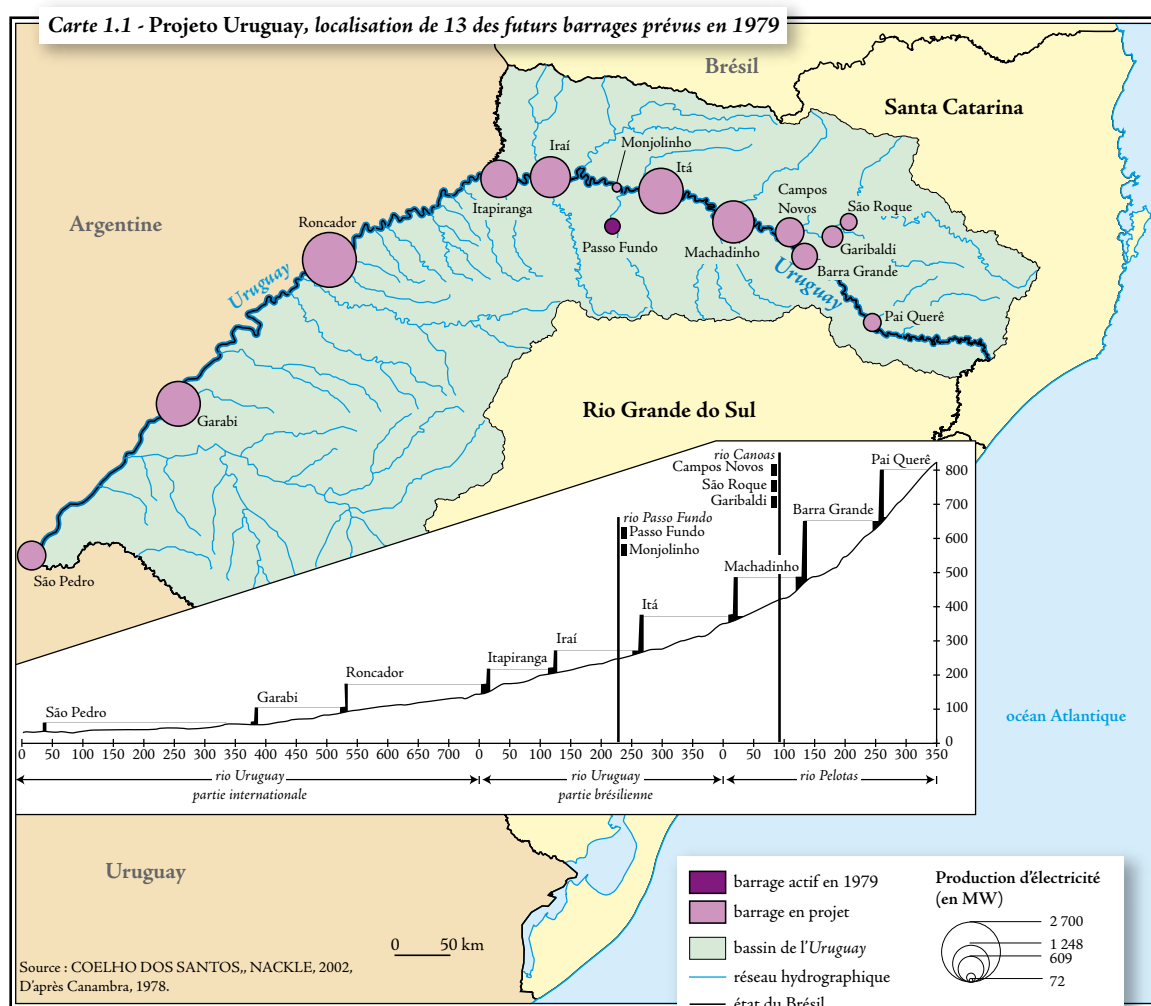 Carte 1.1 - Projeto Uruguay, localisation de 13 des futurs barrages prévus en 1979
Brésil
Santa Catarina
Argentine
Monjolinho
Iraí
Itá
Itapiranga
Campos
Novos
São Roque
Roncador
Passo Fundo
Machadinho
Garibaldi
Barra Grande
Uruguay
Uruguay
Pai Querê
Garabi
Rio Grande do Sul
São Pedro
rio Canoas
Campos Novos
São Roque
Garibaldi
Pai Querê
Barra Grande
rio Passo Fundo
Passo Fundo
Monjolinho
Machadinho
Itá
Iraí
Itapiranga
Roncador
Garabi
São Pedro
800
700
600
500
400
300
200
100
0
0 50 100 150 200 250 300 350 400 450 500 550 600 650 700 0 50 100 150 200 250 300 350 0 50 100 150 200 250 300 350
rio Uruguay
partie internationale
rio Uruguay
partie brésilienne
rio Pelotas
océan Atlantique
Uruguay
0 50 km
Source : COELHO DOS SANTOS,, NACKLE, 2002,
D'après Canambra, 1978.
barrage actif en 1979
barrage en projet
bassin de l'Uruguay
réseau hydrographique
état du Brésil
Production d'électricité
(en MW)
2 700
1 248
609
72